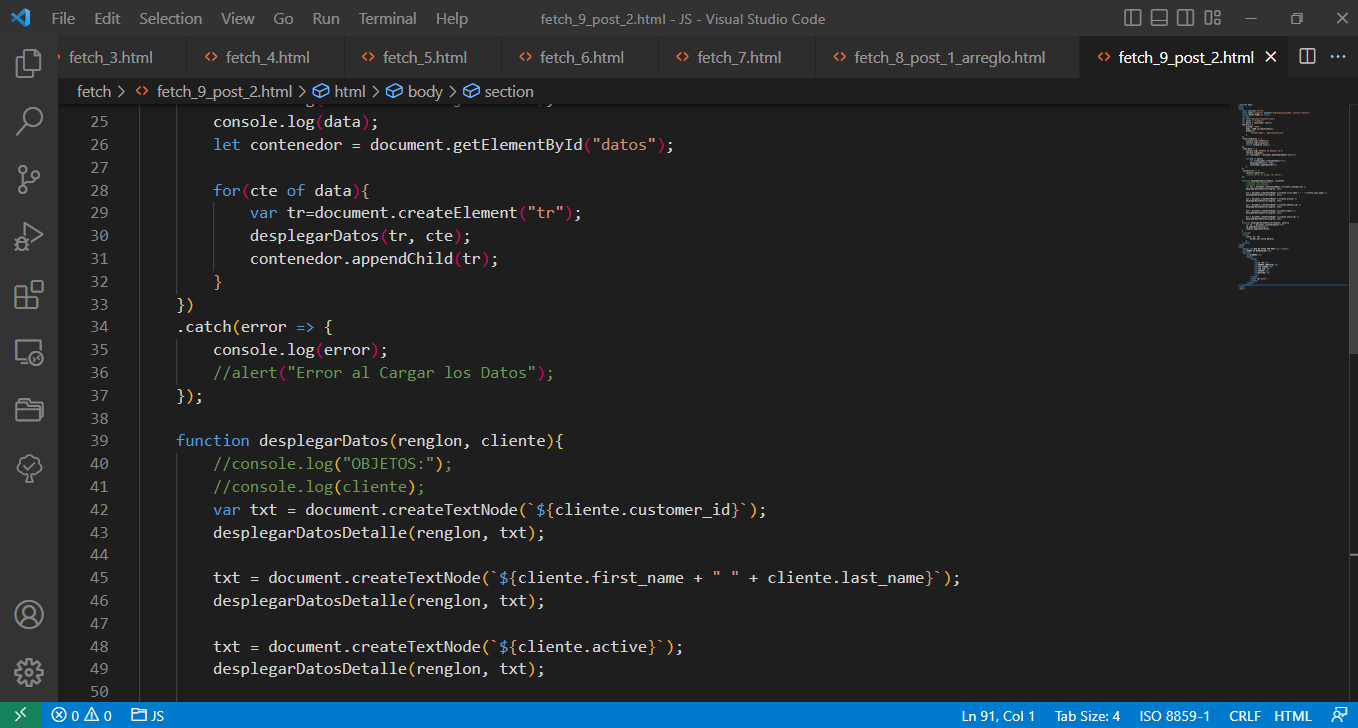 File Edit Selection View Go Run Terminal Help fetch_9_post_2.html - JS - Visual Studio Code
fetch_3.html fetch_4.html fetch_5.html fetch_6.html fetch_7.html fetch_8_post_1_arreglo.html fetch_9_post_2.html
fetch > fetch_9_post_2.html > html > body > section
25 console.log(data);
26 let contenedor = document.getElementById("datos");
27
28 for(cte of data){
29 var tr=document.createElement("tr");
30 desplegarDatos(tr, cte);
31 contenedor.appendChild(tr);
32 }
33 })
34 .catch(error => {
35 console.log(error);
36 //alert("Error al Cargar los Datos");
37 });
38
39 function desplegarDatos(renglon, cliente){
40 //console.log("OBJETOS:");
41 //console.log(cliente);
42 var txt = document.createTextNode(`${cliente.customer_id}`);
43 desplegarDatosDetalle(renglon, txt);
44
45 txt = document.createTextNode(`${cliente.first_name + " " + cliente.last_name}`);
46 desplegarDatosDetalle(renglon, txt);
47
48 txt = document.createTextNode(`${cliente.active}`);
49 desplegarDatosDetalle(renglon, txt);
50
0 0 JS Ln 91, Col 1 Tab Size: 4 ISO 8859-1 CRLF HTML